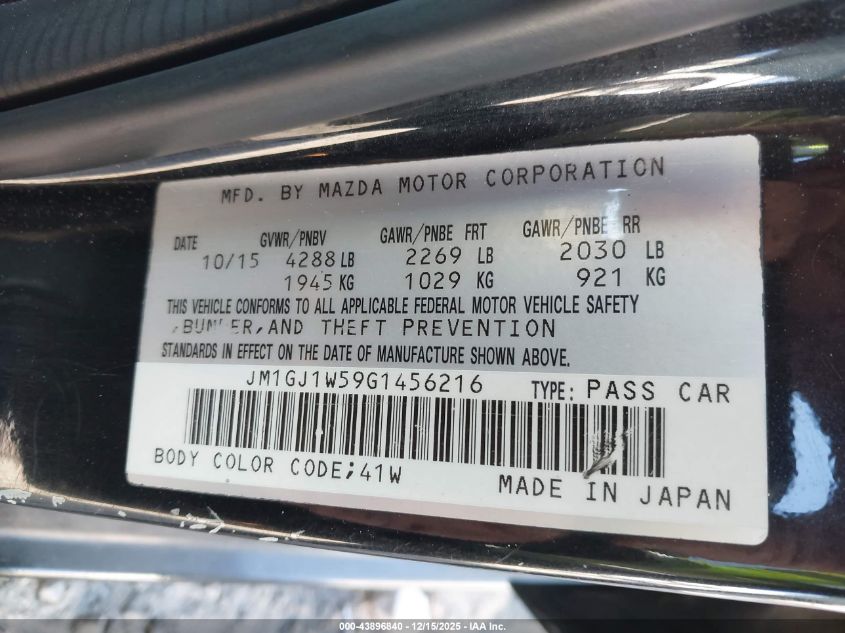 MFD. BY MAZDA MOTOR CORPORATION
DATE GVWR/PNBV GAWR/PNBE FRT GAWR/PNBE RR
10/15 4288 LB 2269 LB 2030 LB
1945 KG 1029 KG 921 KG
THIS VEHICLE CONFORMS TO ALL APPLICABLE FEDERAL MOTOR VEHICLE SAFETY
,AND THEFT PREVENTION
STANDARDS IN EFFECT ON THE DATE OF MANUFACTURE SHOWN ABOVE.
JM1GJ1W59G1456216 TYPE: PASS CAR
BODY COLOR CODE;41W
MADE IN JAPAN
000-43896840 - 12/15/2025 - IAA Inc.